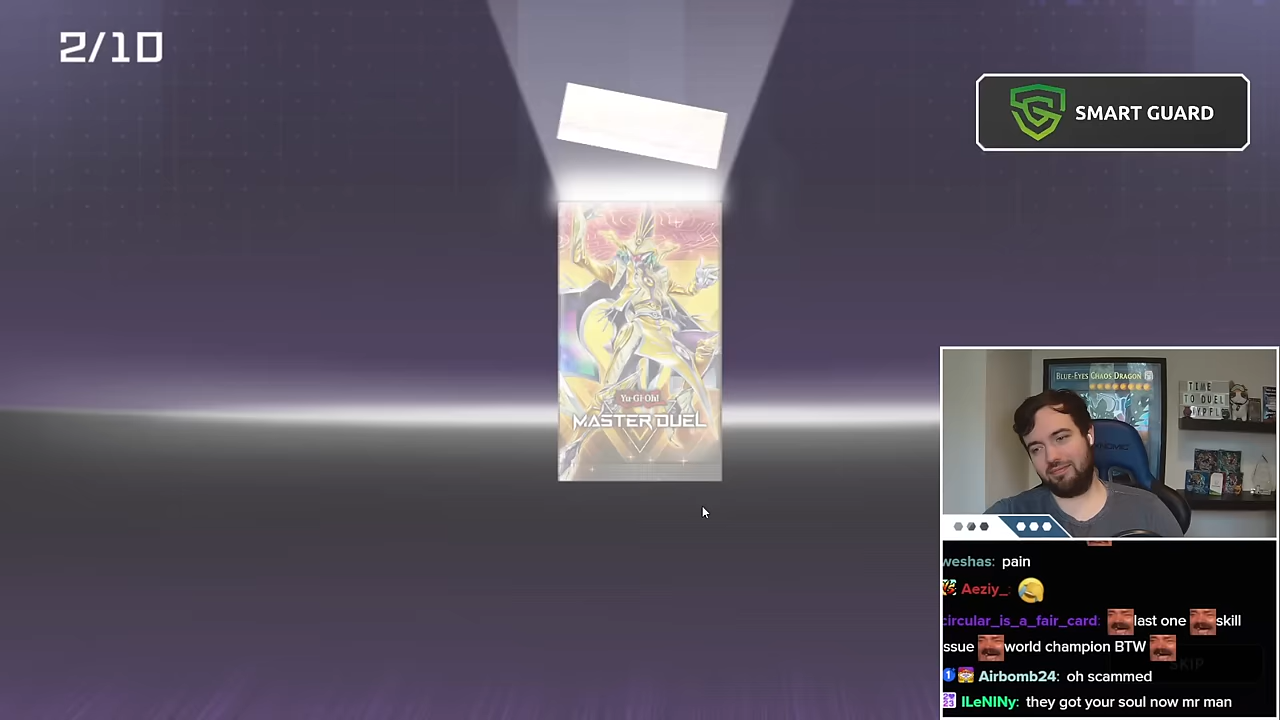 2/10
SMART GUARD
Yu-Gi-Oh!
MASTER DUEL
BLUE-EYES CHAOS DRAGON
TIME
TO DUEL
weshas: pain
Aeziy_:
circular_is_a_fair_card: last one skill
issue world champion BTW
SKIP
Airbomb24: oh scammed
ILeNINy: they got your soul now mr man